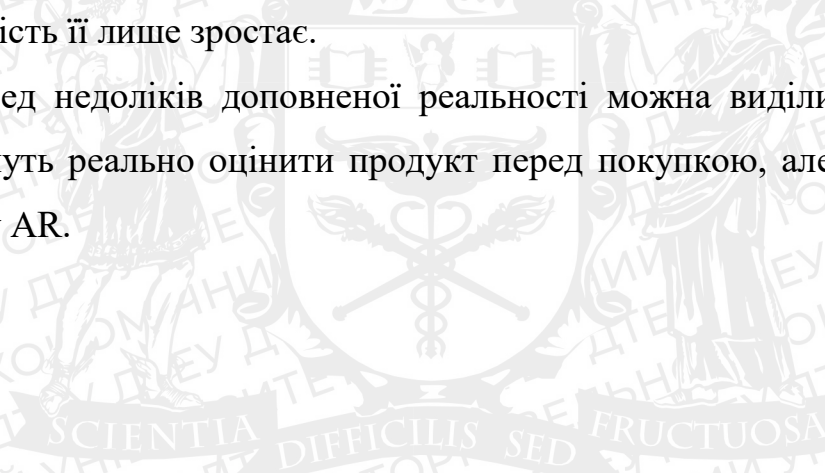 ість її лише зростає.
ед недоліків доповненої реальності можна виділи
уть реально оцінити продукт перед покупкою, але
AR.
SCIENTIA DIFFICILIS SED FRUCTUOSA